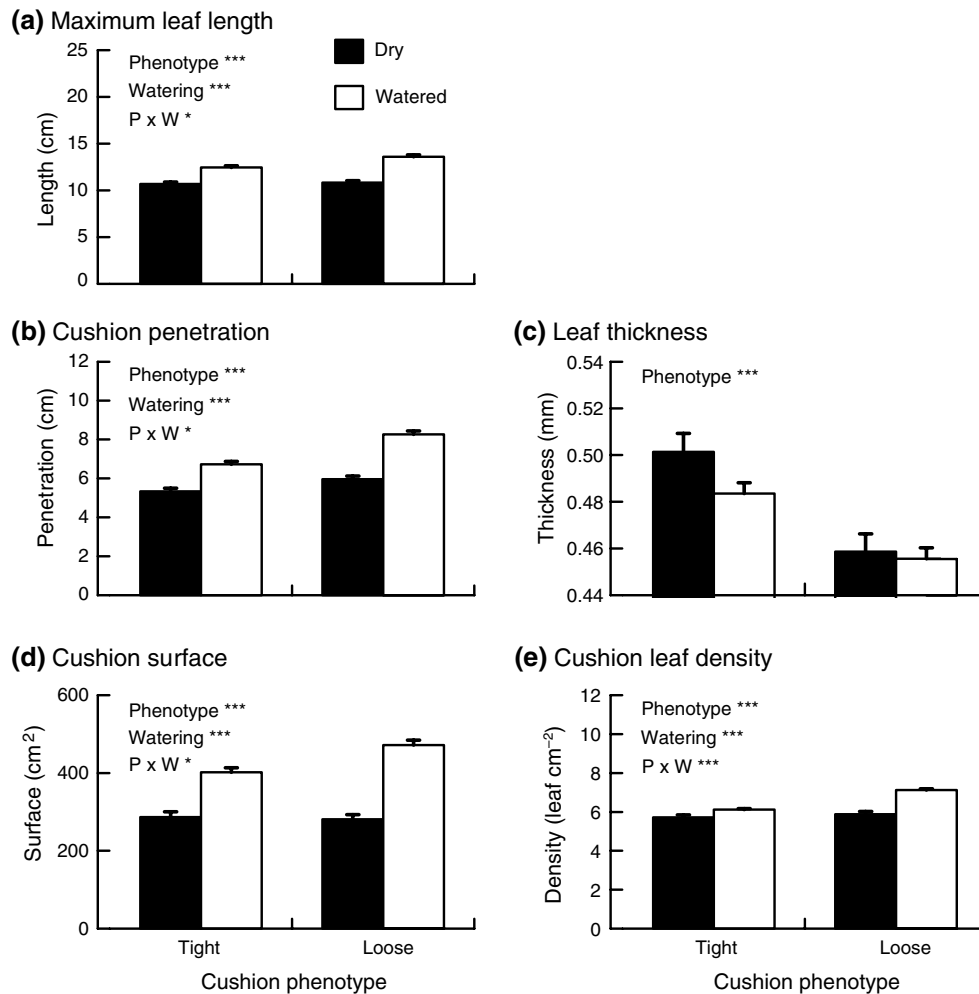 (a) Maximum leaf length
Phenotype ***
Watering ***
P x W *
Dry
Watered
Length (cm)
25
20
15
10
5
0
(b) Cushion penetration
Phenotype ***
Watering ***
P x W *
Penetration (cm)
12
10
8
6
4
2
0
(c) Leaf thickness
Phenotype ***
Thickness (mm)
0.54
0.52
0.50
0.48
0.46
0.44
(d) Cushion surface
Phenotype ***
Watering ***
P x W *
Surface (cm²)
600
400
200
0
Tight Loose
Cushion phenotype
(e) Cushion leaf density
Phenotype ***
Watering ***
P x W ***
Density (leaf cm⁻²)
12
10
8
6
4
2
0
Tight Loose
Cushion phenotype